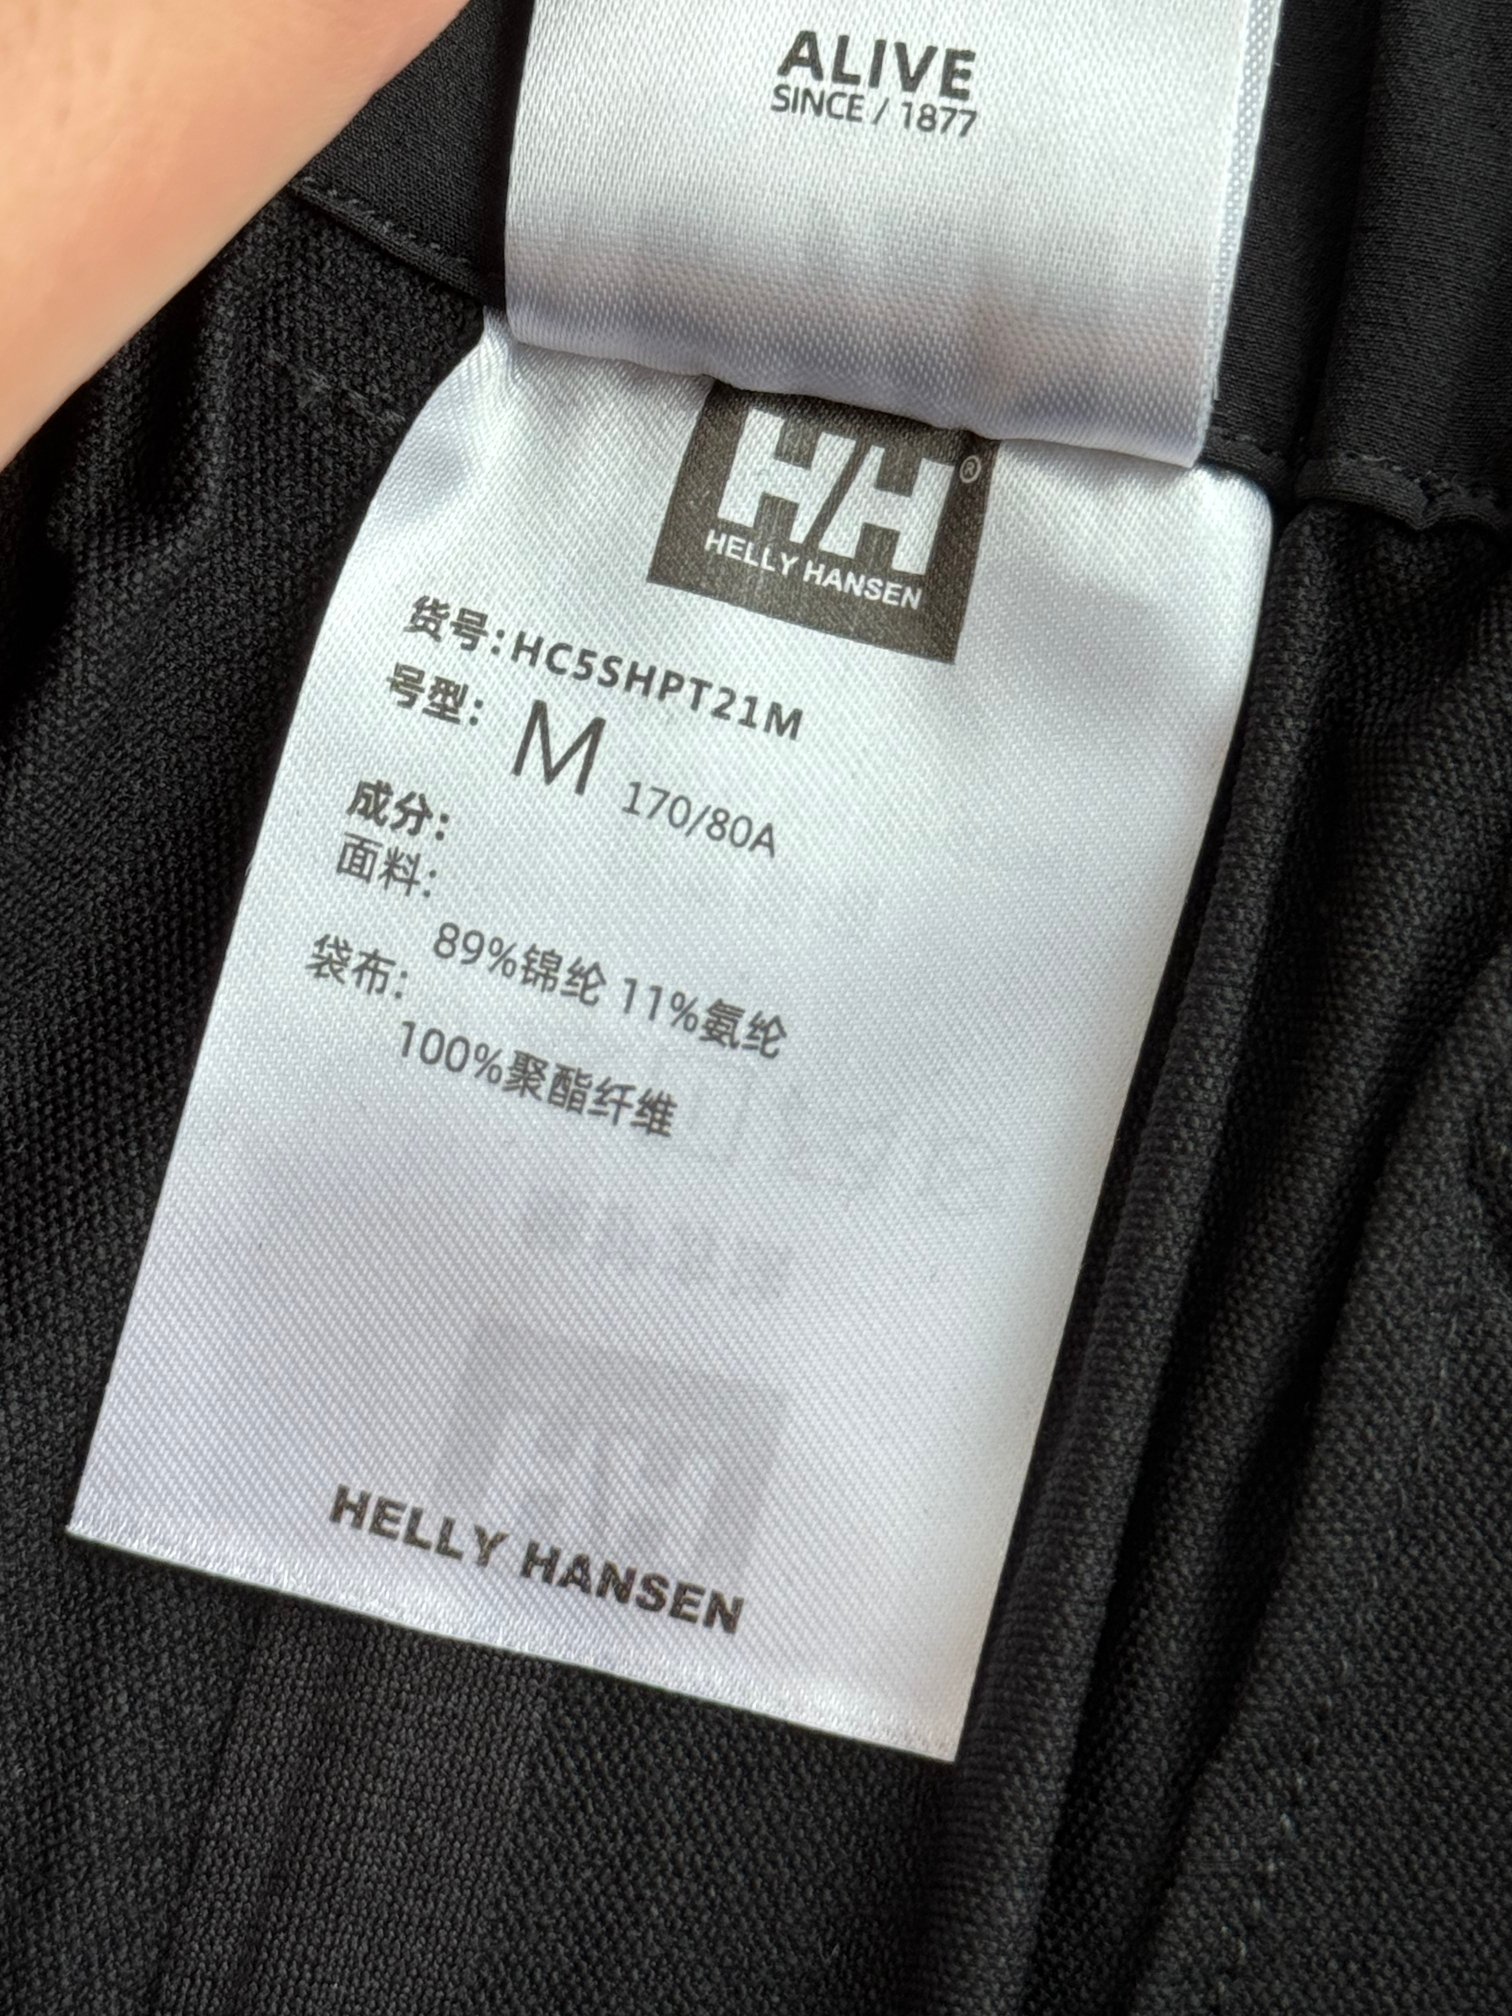 ALIVE
SINCE / 1877
HH®
HELLY HANSEN
货号:HC5SHPT21M
号型: M 170/80A
成分:
面料:
89%锦纶 11%氨纶
袋布:
100%聚酯纤维
HELLY HANSEN